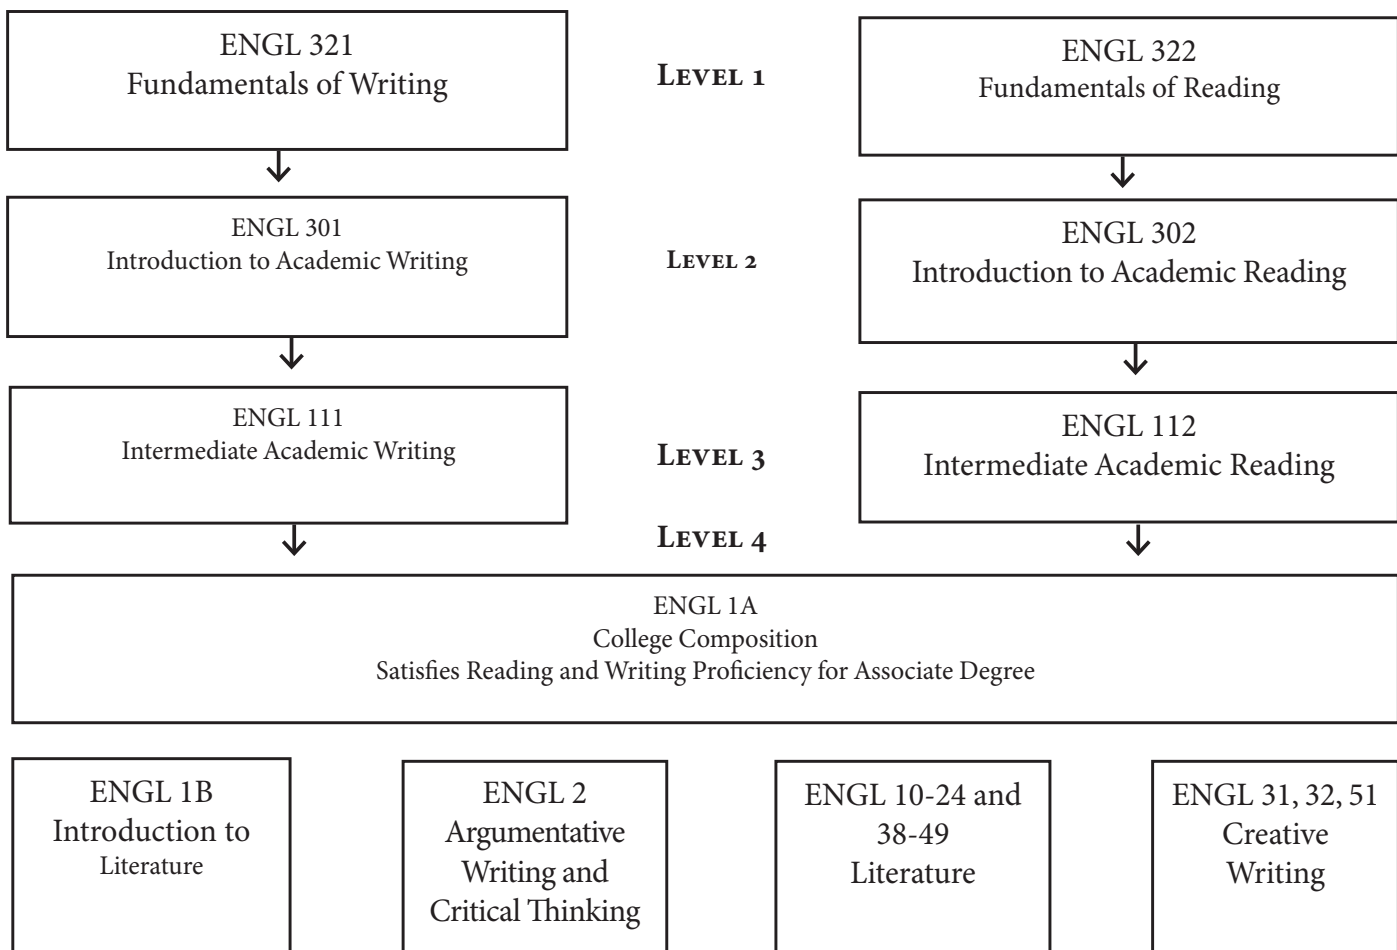 ENGL 321
Fundamentals of Writing
LEVEL 1
ENGL 322
Fundamentals of Reading
ENGL 301
Introduction to Academic Writing
LEVEL 2
ENGL 302
Introduction to Academic Reading
ENGL 111
Intermediate Academic Writing
LEVEL 3
ENGL 112
Intermediate Academic Reading
LEVEL 4
ENGL 1A
College Composition
Satisfies Reading and Writing Proficiency for Associate Degree
ENGL 1B
Introduction to
Literature
ENGL 2
Argumentative
Writing and
Critical Thinking
ENGL 10-24 and
38-49
Literature
ENGL 31, 32, 51
Creative
Writing